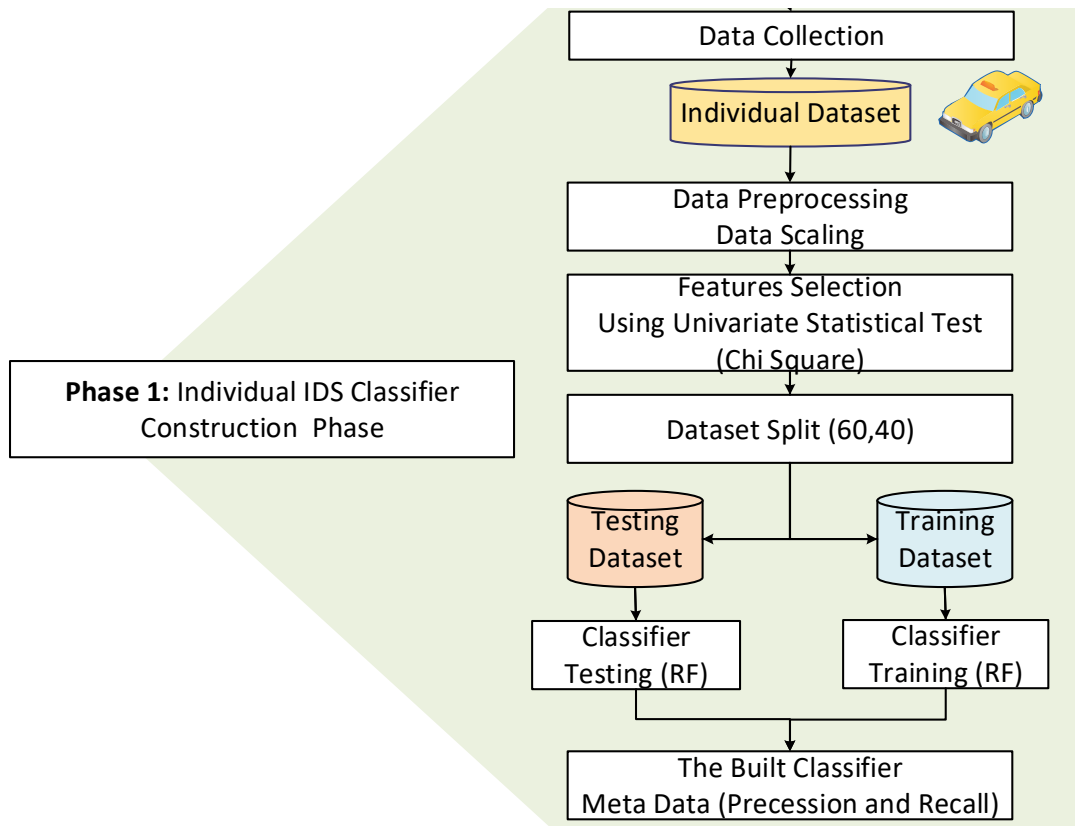 Data Collection
Individual Dataset
Data Preprocessing
Data Scaling
Features Selection
Using Univariate Statistical Test
(Chi Square)
Phase 1: Individual IDS Classifier
Construction Phase
Dataset Split (60,40)
Testing
Dataset
Training
Dataset
Classifier
Testing (RF)
Classifier
Training (RF)
The Built Classifier
Meta Data (Precession and Recall)